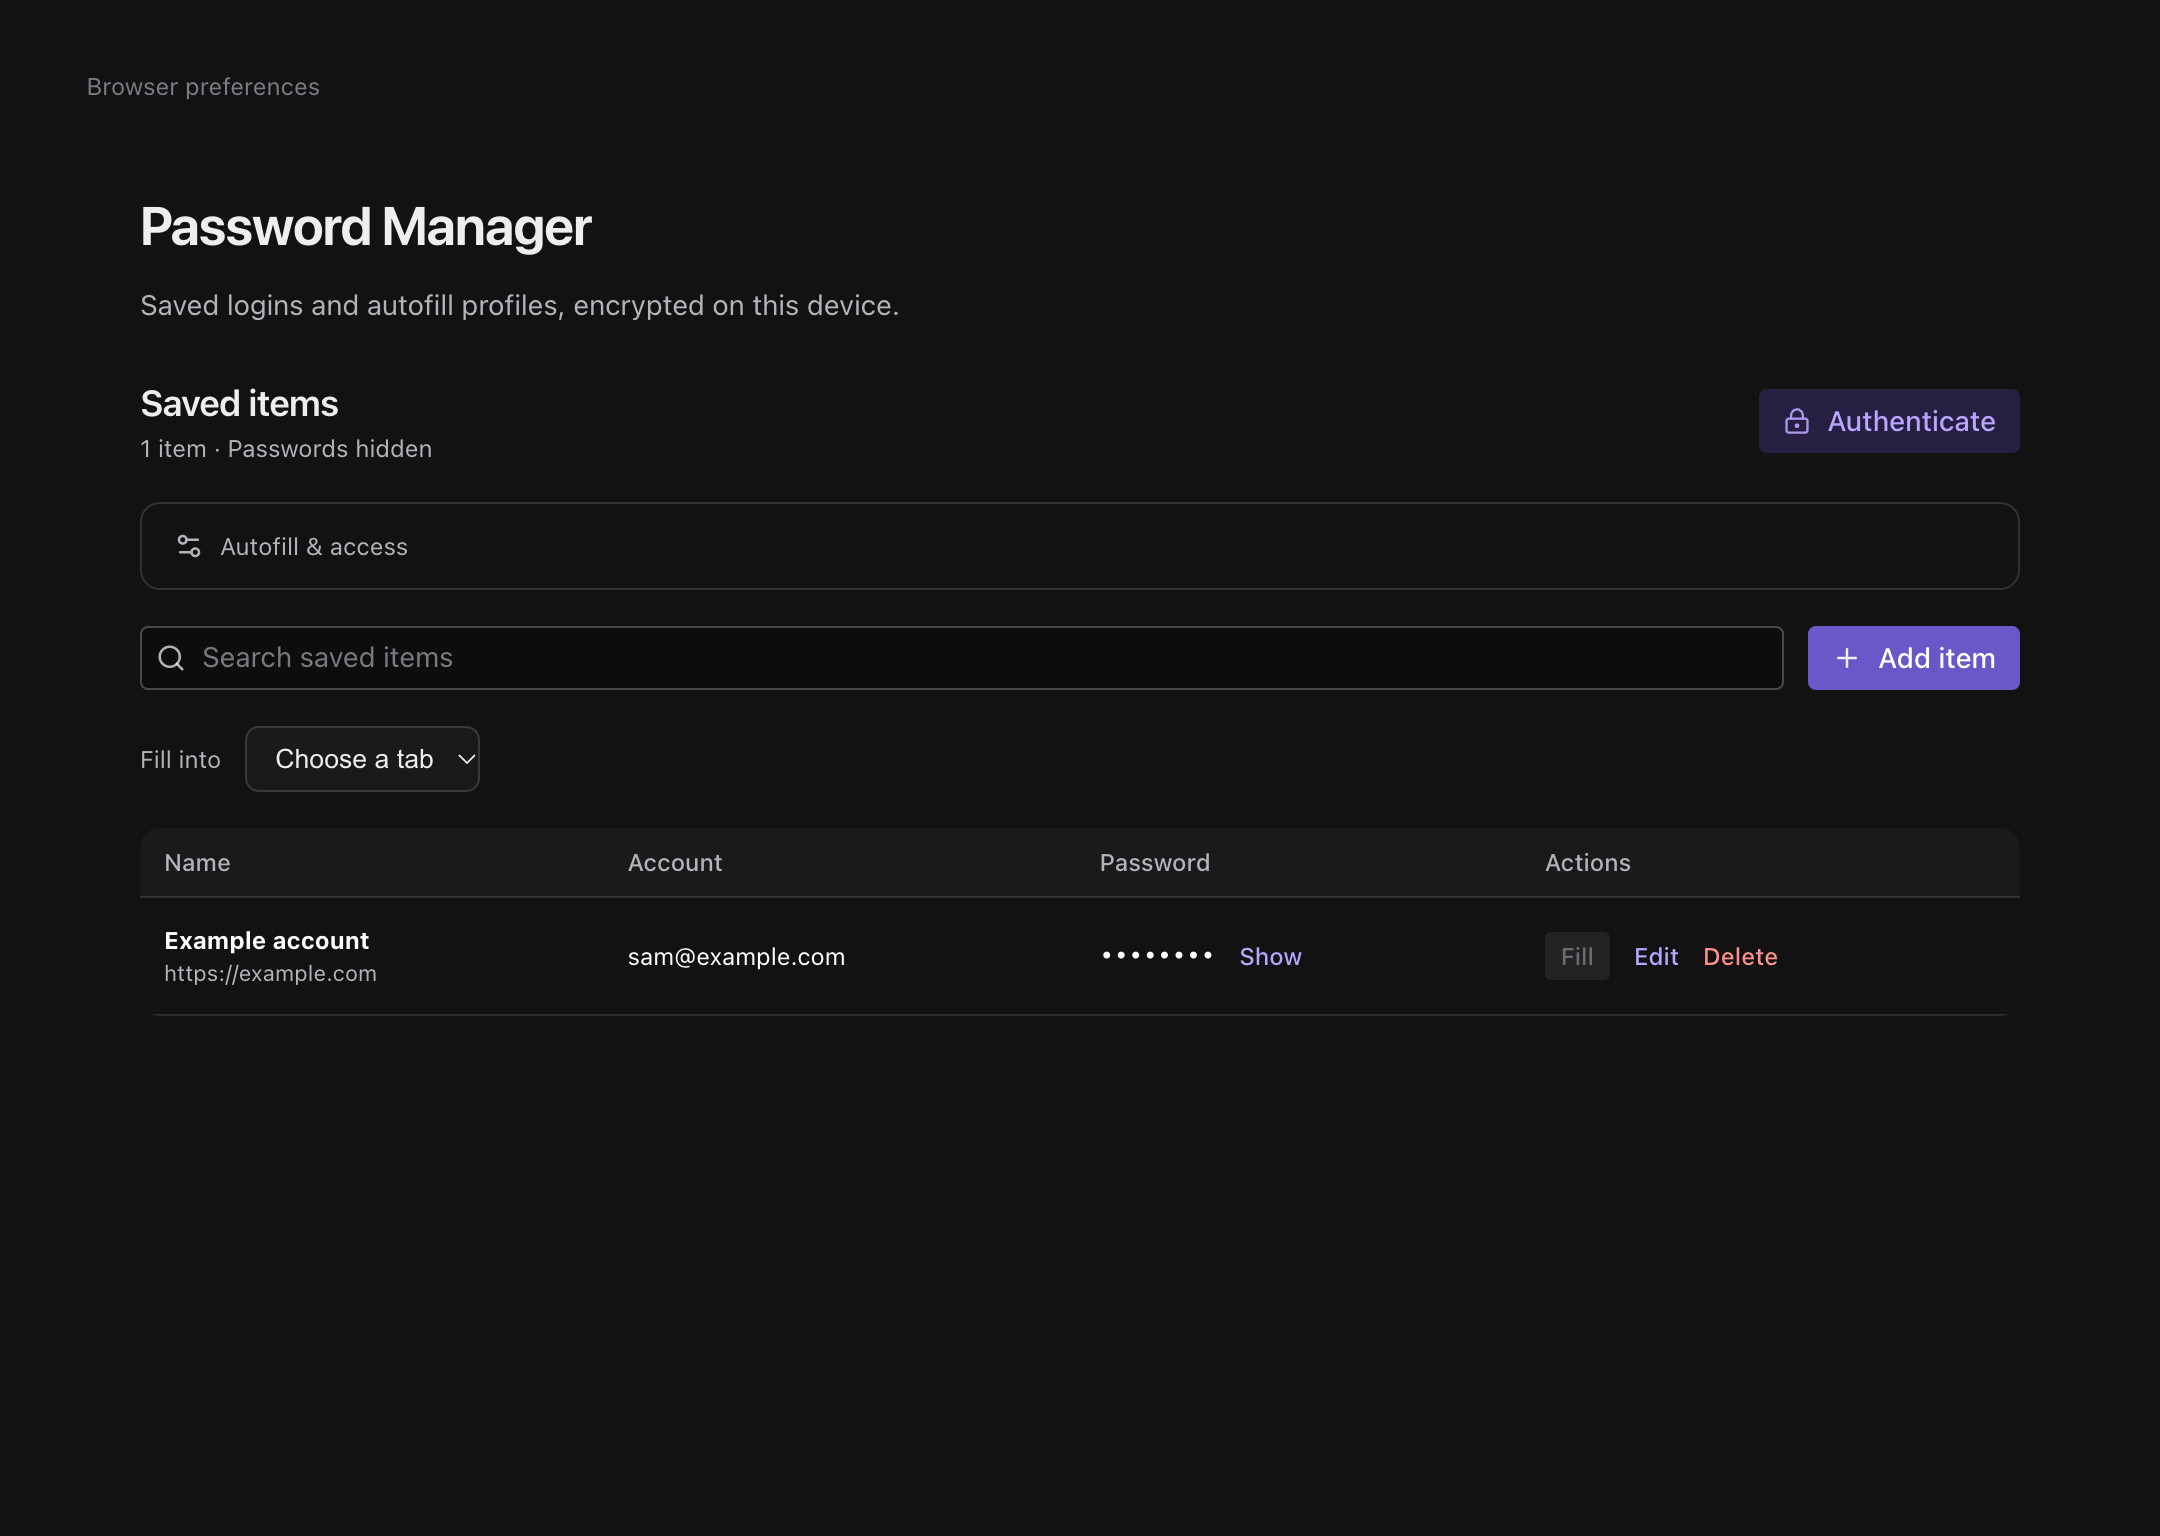 Browser preferences
Password Manager
Saved logins and autofill profiles, encrypted on this device.
Saved items
1 item · Passwords hidden
Authenticate
Autofill & access
Search saved items
Add item
Fill into
Choose a tab
Name Account Password Actions
Example account
https://example.com
sam@example.com
•••••••• Show
Fill Edit Delete